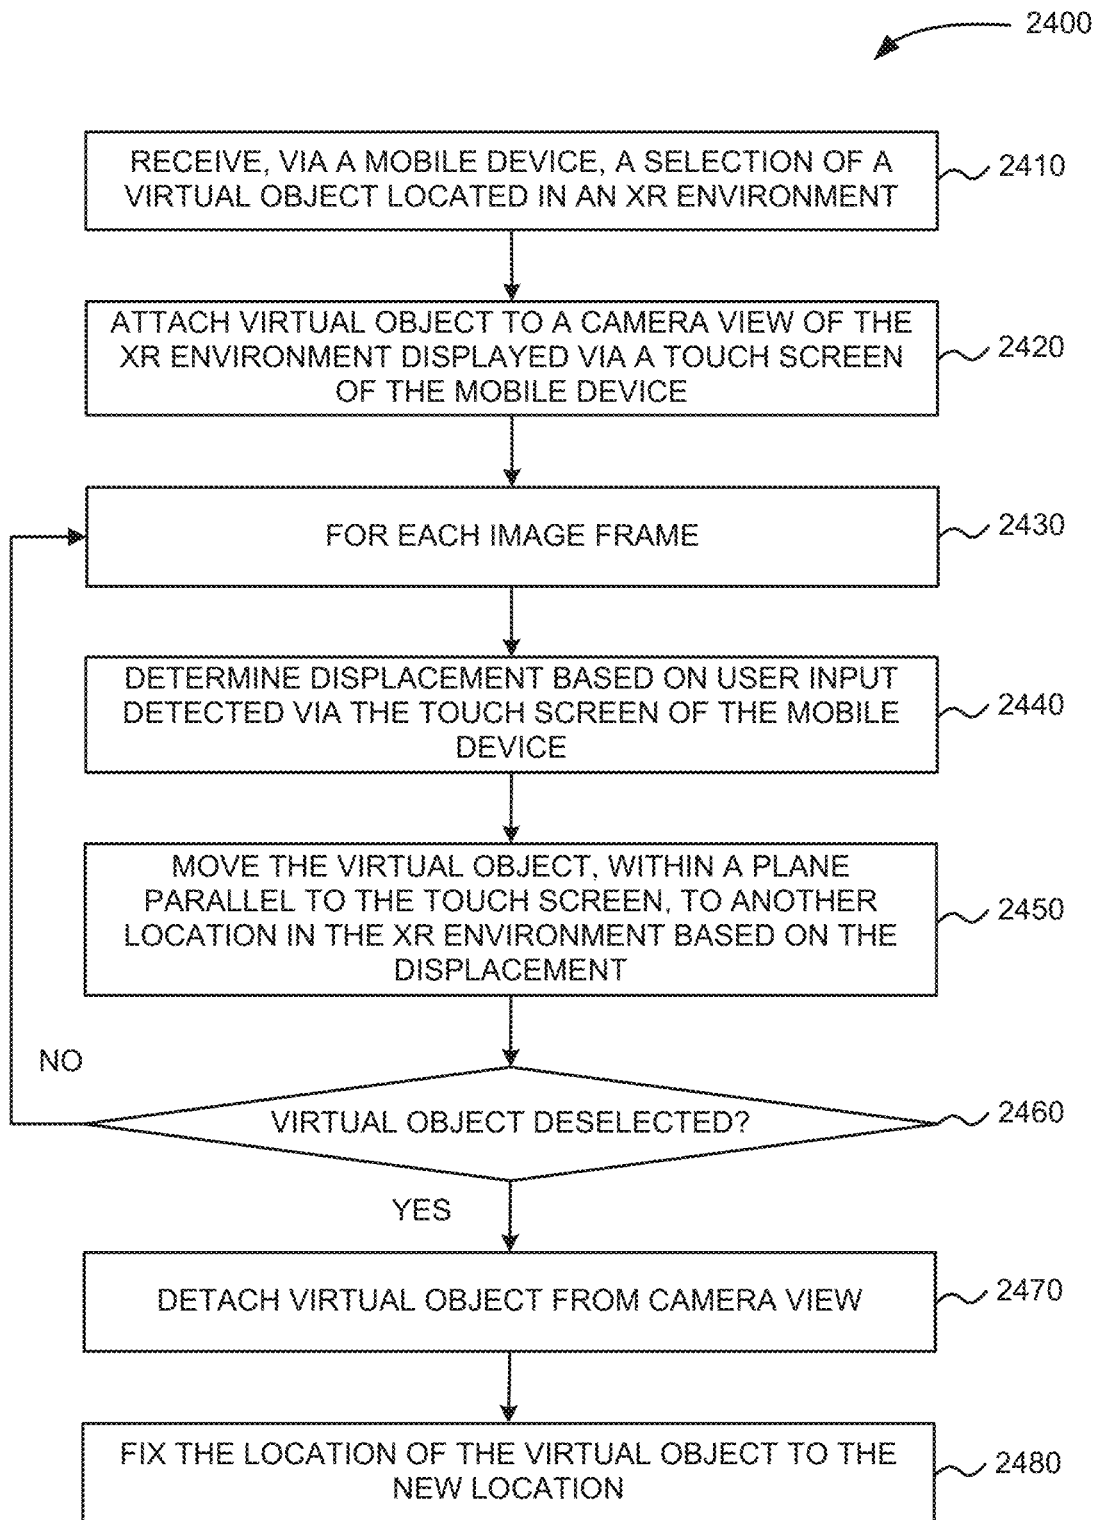 2400
RECEIVE, VIA A MOBILE DEVICE, A SELECTION OF A
VIRTUAL OBJECT LOCATED IN AN XR ENVIRONMENT
2410
ATTACH VIRTUAL OBJECT TO A CAMERA VIEW OF THE
XR ENVIRONMENT DISPLAYED VIA A TOUCH SCREEN
OF THE MOBILE DEVICE
2420
FOR EACH IMAGE FRAME
2430
DETERMINE DISPLACEMENT BASED ON USER INPUT
DETECTED VIA THE TOUCH SCREEN OF THE MOBILE
DEVICE
2440
MOVE THE VIRTUAL OBJECT, WITHIN A PLANE
PARALLEL TO THE TOUCH SCREEN, TO ANOTHER
LOCATION IN THE XR ENVIRONMENT BASED ON THE
DISPLACEMENT
2450
NO
VIRTUAL OBJECT DESELECTED?
2460
YES
DETACH VIRTUAL OBJECT FROM CAMERA VIEW
2470
FIX THE LOCATION OF THE VIRTUAL OBJECT TO THE
NEW LOCATION
2480